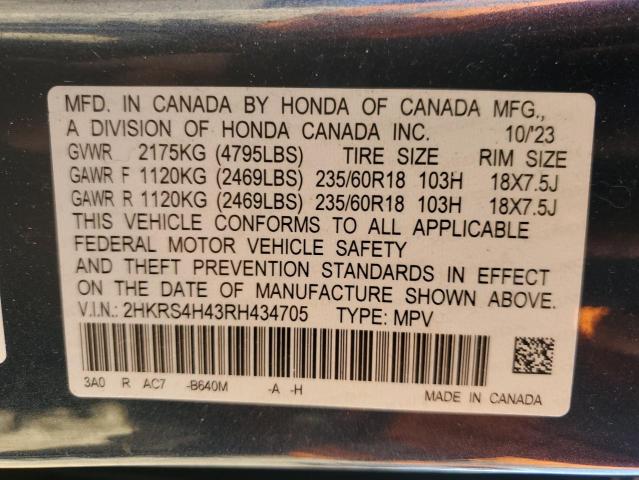 MFD. IN CANADA BY HONDA OF CANADA MFG.,
A DIVISION OF HONDA CANADA INC. 10/'23
GVWR 2175KG (4795LBS) TIRE SIZE RIM SIZE
GAWR F 1120KG (2469LBS) 235/60R18 103H 18X7.5J
GAWR R 1120KG (2469LBS) 235/60R18 103H 18X7.5J
THIS VEHICLE CONFORMS TO ALL APPLICABLE
FEDERAL MOTOR VEHICLE SAFETY
AND THEFT PREVENTION STANDARDS IN EFFECT
ON THE DATE OF MANUFACTURE SHOWN ABOVE.
V.I.N.: 2HKRS4H43RH434705 TYPE: MPV
3A0 R AC7 -B640M -A -H MADE IN CANADA